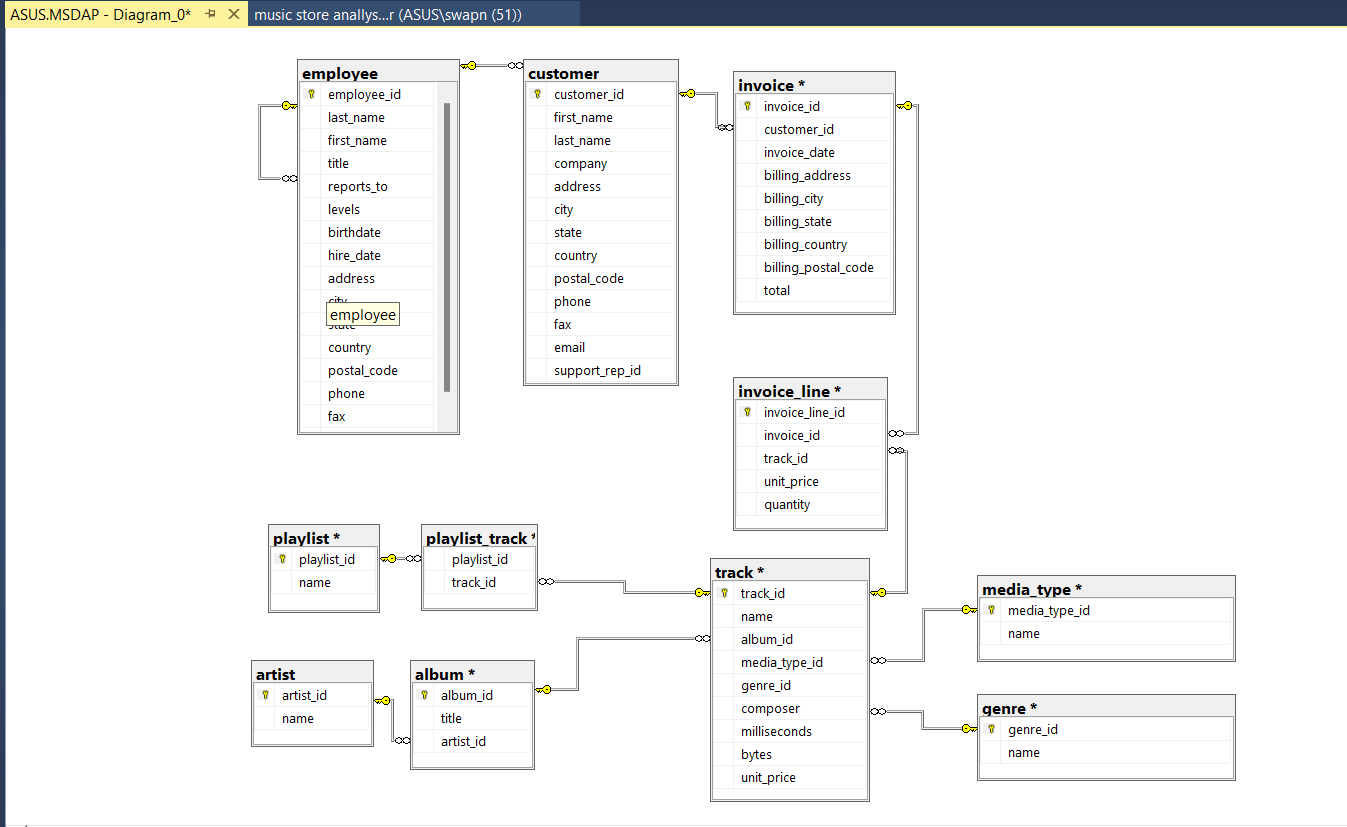 ASUS.MSDAP - Diagram_0*
music store anallys...r (ASUS\swapn (51))
employee
employee_id
last_name
first_name
title
reports_to
levels
birthdate
hire_date
address
city
employee
state
country
postal_code
phone
fax
customer
customer_id
first_name
last_name
company
address
city
state
country
postal_code
phone
fax
email
support_rep_id
invoice *
invoice_id
customer_id
invoice_date
billing_address
billing_city
billing_state
billing_country
billing_postal_code
total
invoice_line *
invoice_line_id
invoice_id
track_id
unit_price
quantity
playlist *
playlist_id
name
playlist_track *
playlist_id
track_id
track *
track_id
name
album_id
media_type_id
genre_id
composer
milliseconds
bytes
unit_price
media_type *
media_type_id
name
artist
artist_id
name
album *
album_id
title
artist_id
genre *
genre_id
name